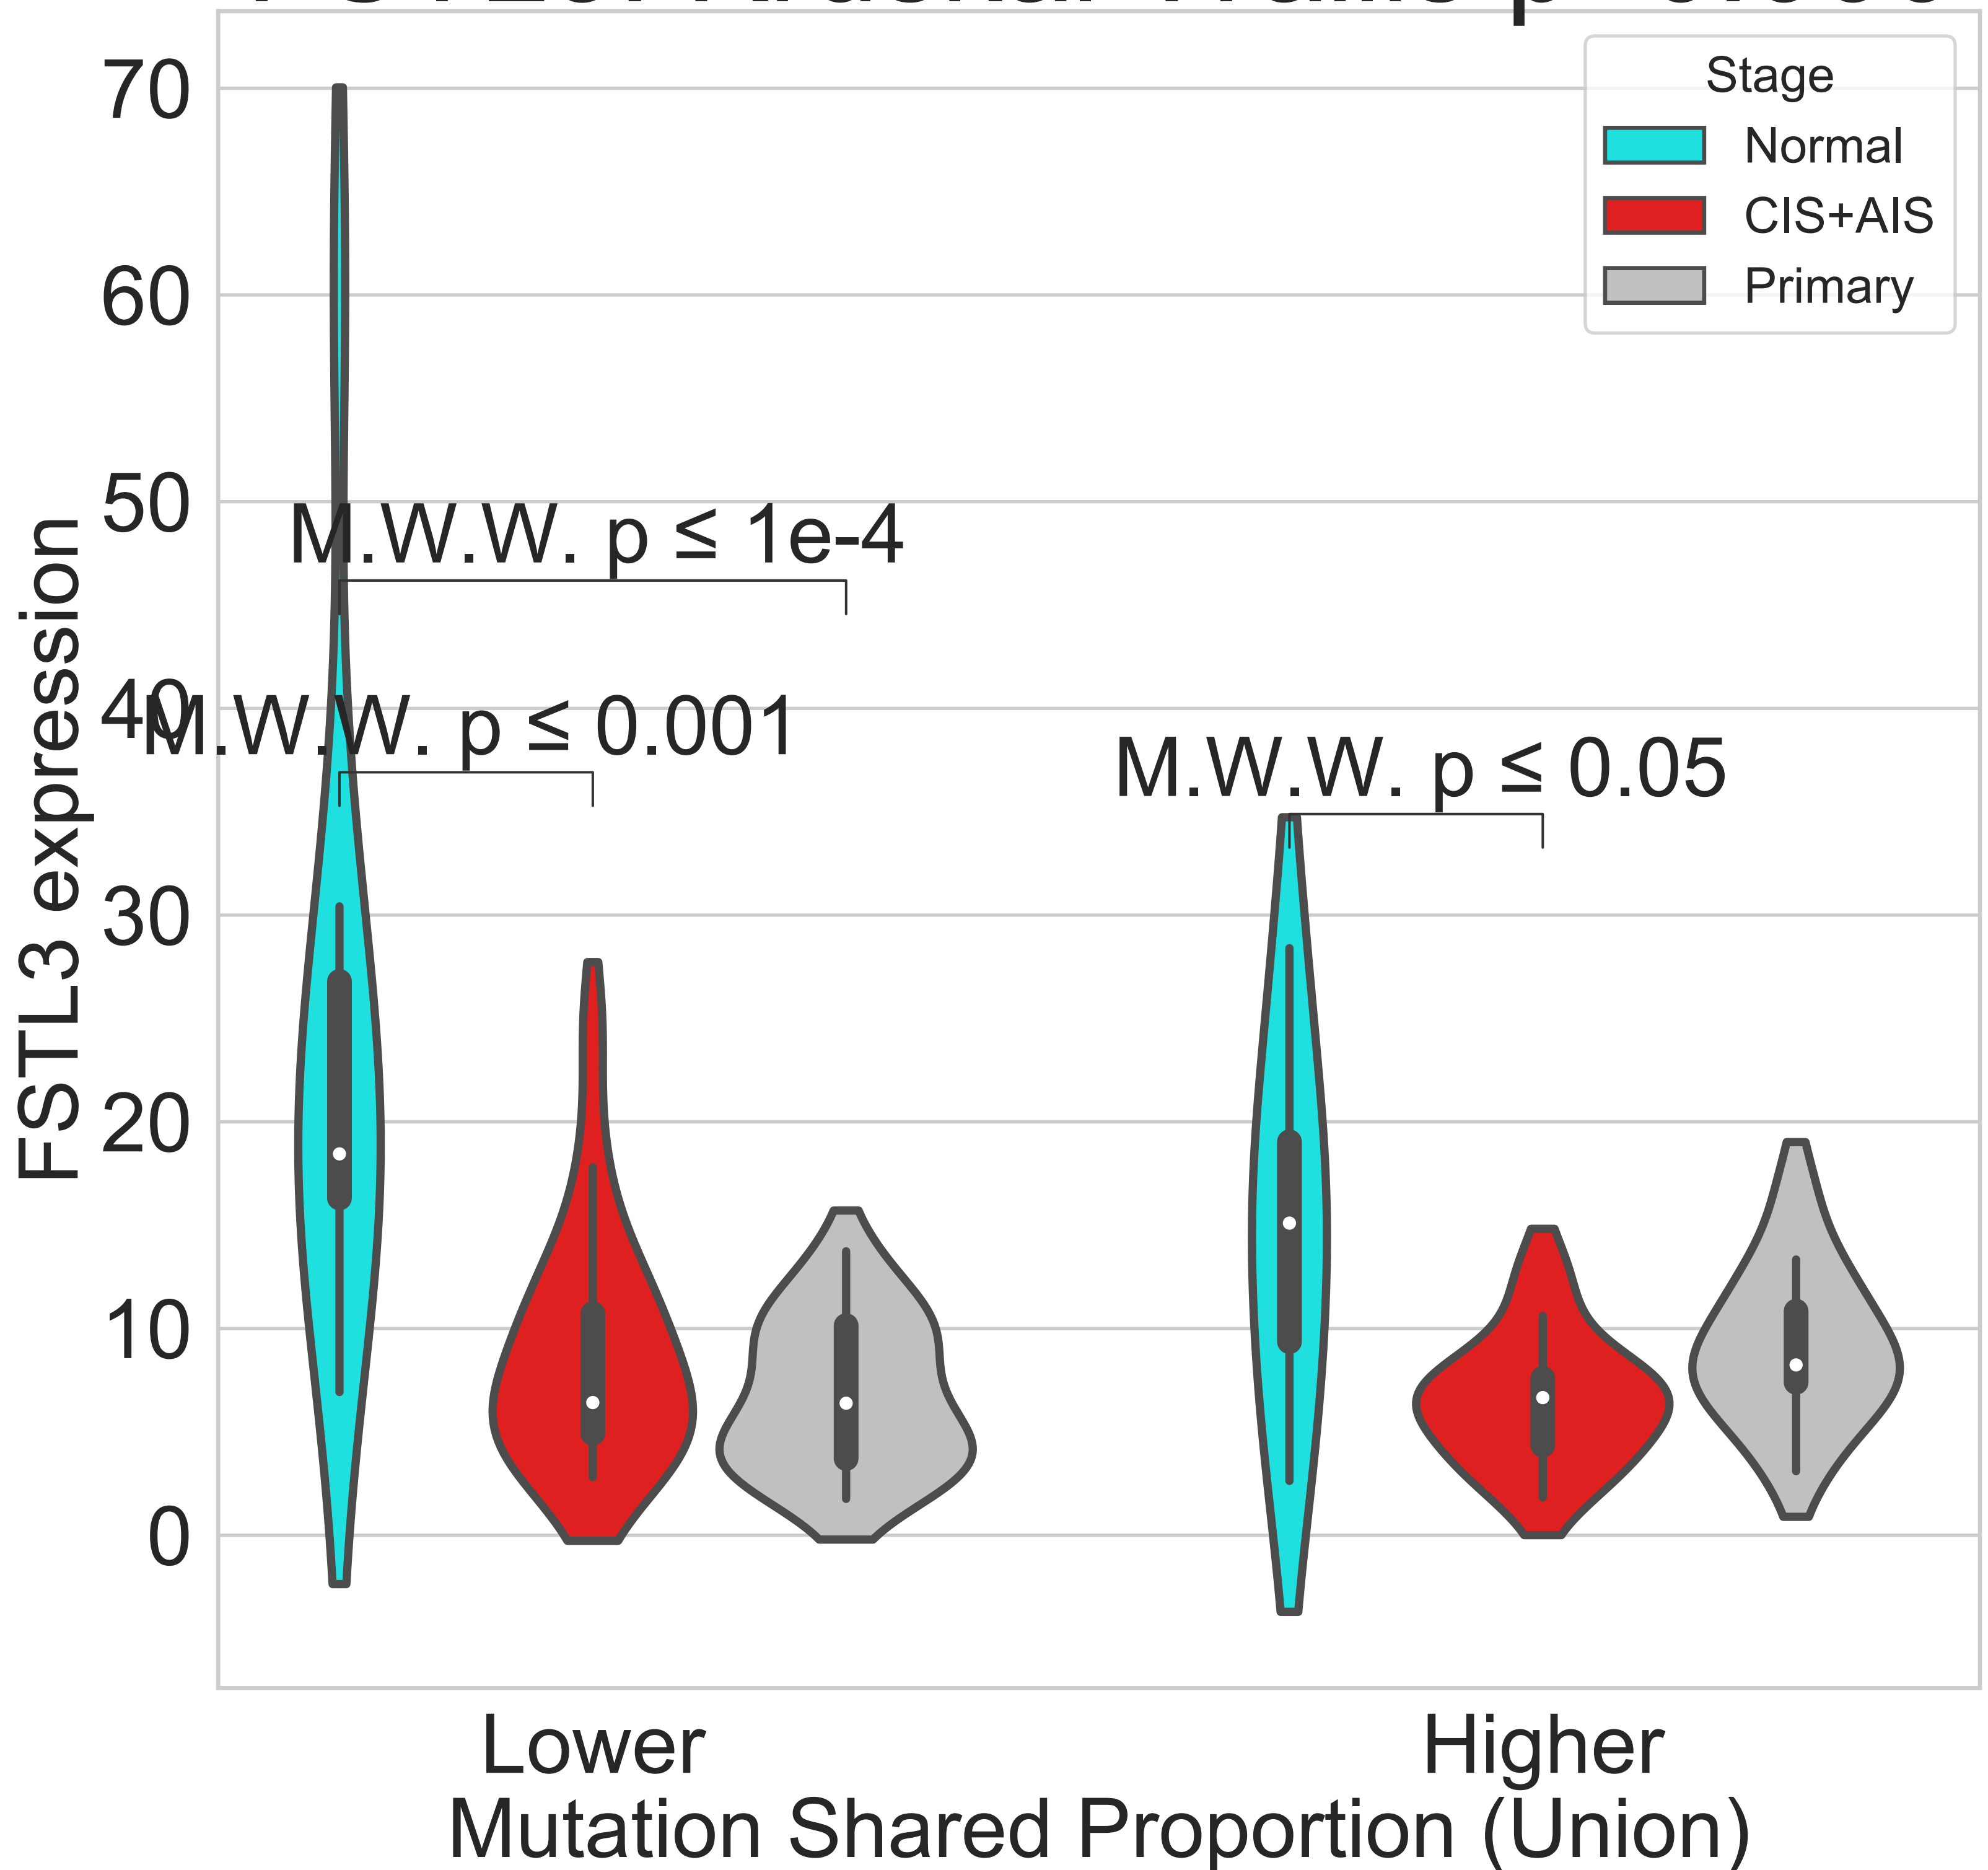 Stage
Normal
CIS+AIS
Primary
70
60
50
40
30
20
10
0
FSTL3 expression
M.W.W. p ≤ 1e-4
M.W.W. p ≤ 0.001
M.W.W. p ≤ 0.05
Lower
Higher
Mutation Shared Proportion (Union)